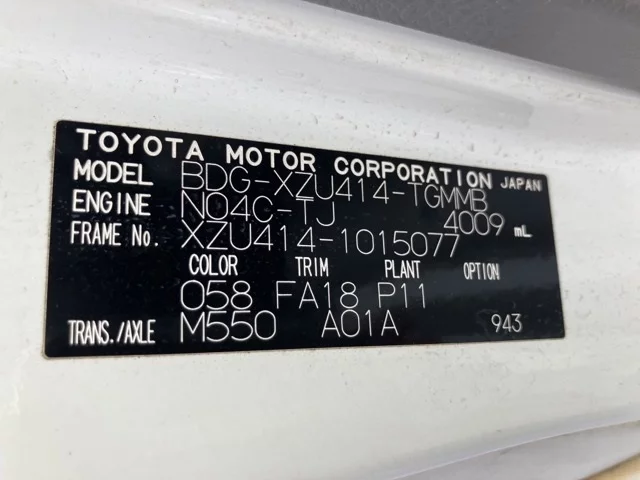 TOYOTA MOTOR CORPORATION JAPAN
MODEL BDG-XZU414-TGMMB
ENGINE N04C-TJ 4009 mL
FRAME No. XZU414-1015077
COLOR TRIM PLANT OPTION
058 FA18 P11
TRANS./AXLE M550 A01A 943